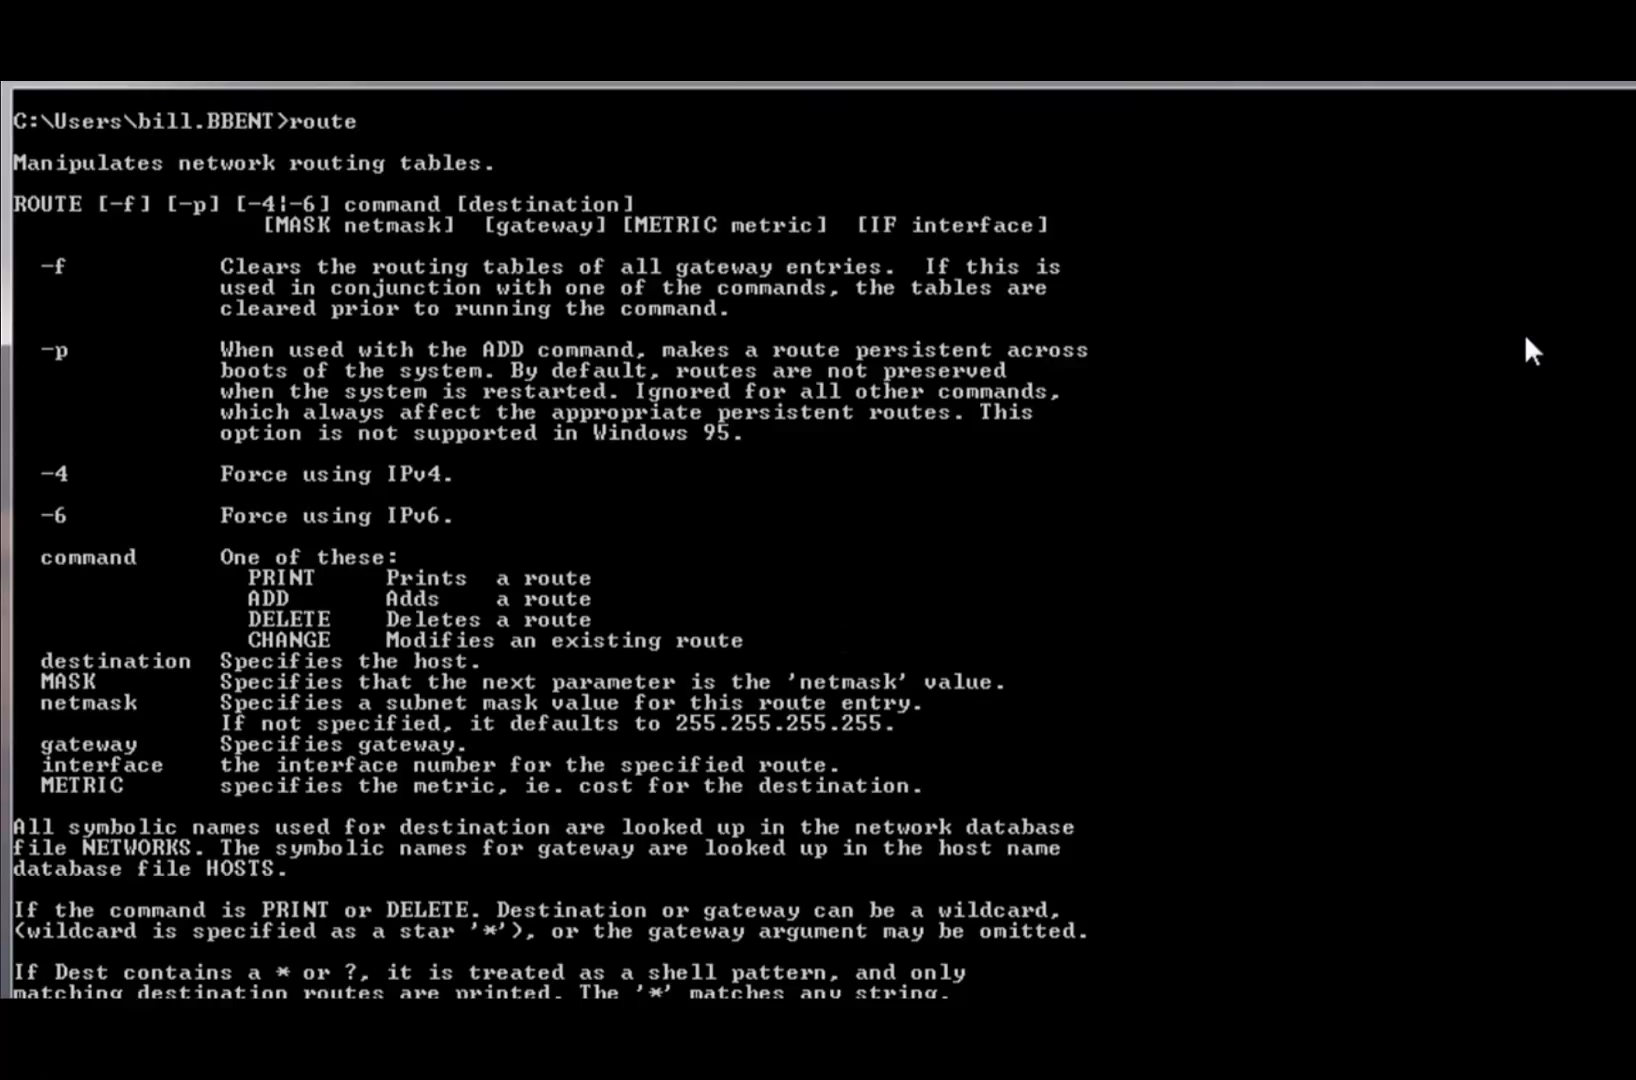 C:\Users\bill.BBENT>route
Manipulates network routing tables.
ROUTE [-f] [-p] [-4¦-6] command [destination]
[MASK netmask]  [gateway] [METRIC metric]  [IF interface]
-f           Clears the routing tables of all gateway entries.  If this is
used in conjunction with one of the commands, the tables are
cleared prior to running the command.
-p           When used with the ADD command, makes a route persistent across
boots of the system. By default, routes are not preserved
when the system is restarted. Ignored for all other commands,
which always affect the appropriate persistent routes. This
option is not supported in Windows 95.
-4           Force using IPv4.
-6           Force using IPv6.
command      One of these:
PRINT     Prints  a route
ADD       Adds    a route
DELETE    Deletes a route
CHANGE    Modifies an existing route
destination  Specifies the host.
MASK         Specifies that the next parameter is the 'netmask' value.
netmask      Specifies a subnet mask value for this route entry.
If not specified, it defaults to 255.255.255.255.
gateway      Specifies gateway.
interface    the interface number for the specified route.
METRIC       specifies the metric, ie. cost for the destination.
All symbolic names used for destination are looked up in the network database
file NETWORKS. The symbolic names for gateway are looked up in the host name
database file HOSTS.
If the command is PRINT or DELETE. Destination or gateway can be a wildcard,
(wildcard is specified as a star '*'), or the gateway argument may be omitted.
If Dest contains a * or ?, it is treated as a shell pattern, and only
matching destination routes are printed. The '*' matches any string.